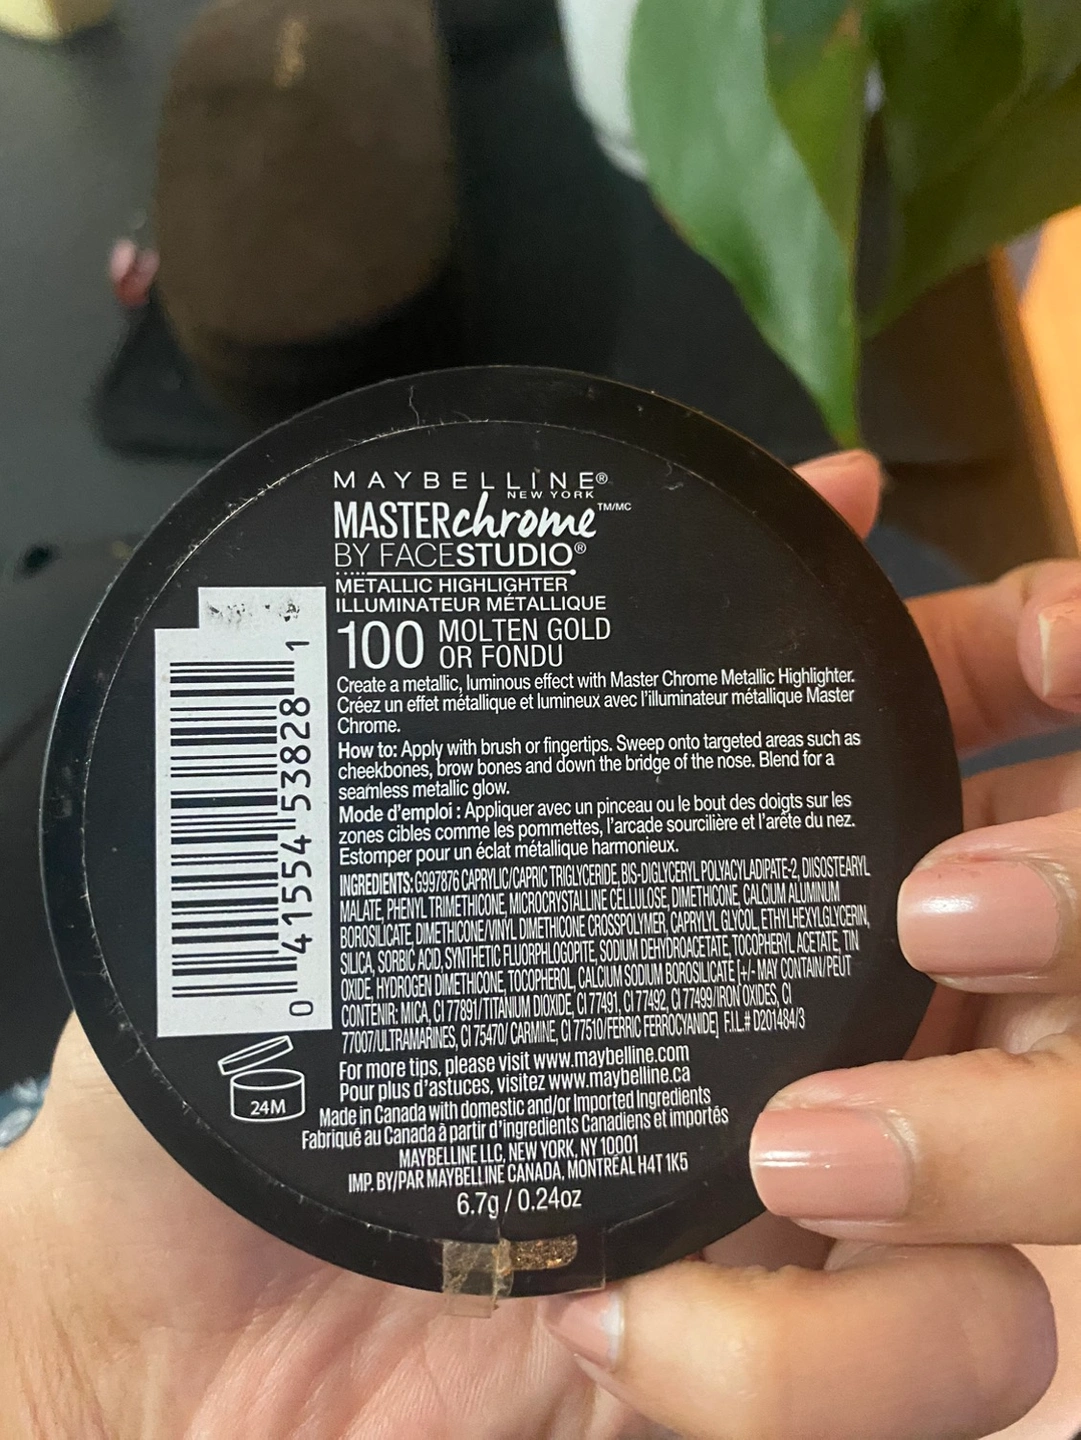 MAYBELLINE®
NEW YORK
MASTER chrome TM/MC
BY FACESTUDIO®
METALLIC HIGHLIGHTER
ILLUMINATEUR MÉTALLIQUE
100 MOLTEN GOLD
OR FONDU
Create a metallic, luminous effect with Master Chrome Metallic Highlighter.
Créez un effet métallique et lumineux avec l'illuminateur métallique Master
Chrome.
How to: Apply with brush or fingertips. Sweep onto targeted areas such as
cheekbones, brow bones and down the bridge of the nose. Blend for a
seamless metallic glow.
Mode d'emploi : Appliquer avec un pinceau ou le bout des doigts sur les
zones cibles comme les pommettes, l'arcade sourcilière et l'arête du nez.
Estomper pour un éclat métallique harmonieux.
INGREDIENTS: G997876 CAPRYLIC/CAPRIC TRIGLYCERIDE, BIS-DIGLYCERYL POLYACYLADIPATE-2, DIISOSTEARYL
MALATE, PHENYL TRIMETHICONE, MICROCRYSTALLINE CELLULOSE, DIMETHICONE, CALCIUM ALUMINUM
BOROSILICATE, DIMETHICONE/VINYL DIMETHICONE CROSSPOLYMER, CAPRYLYL GLYCOL, ETHYLHEXYLGLYCERIN,
SILICA, SORBIC ACID, SYNTHETIC FLUORPHLOGOPITE, SODIUM DEHYDROACETATE, TOCOPHERYL ACETATE, TIN
OXIDE, HYDROGEN DIMETHICONE, TOCOPHEROL, CALCIUM SODIUM BOROSILICATE [+/- MAY CONTAIN/PEUT
CONTENIR: MICA, CI 77891/TITANIUM DIOXIDE, CI 77491, CI 77492, CI 77499/IRON OXIDES, CI
77007/ULTRAMARINES, CI 75470/ CARMINE, CI 77510/FERRIC FERROCYANIDE] F.I.L.# D201484/3
For more tips, please visit www.maybelline.com
Pour plus d'astuces, visitez www.maybelline.ca
Made in Canada with domestic and/or Imported Ingredients
Fabriqué au Canada à partir d'ingredients Canadiens et importés
MAYBELLINE LLC, NEW YORK, NY 10001
IMP. BY/PAR MAYBELLINE CANADA, MONTRÉAL H4T 1K5
6.7g / 0.24oz
0 41554 53828 1
24M